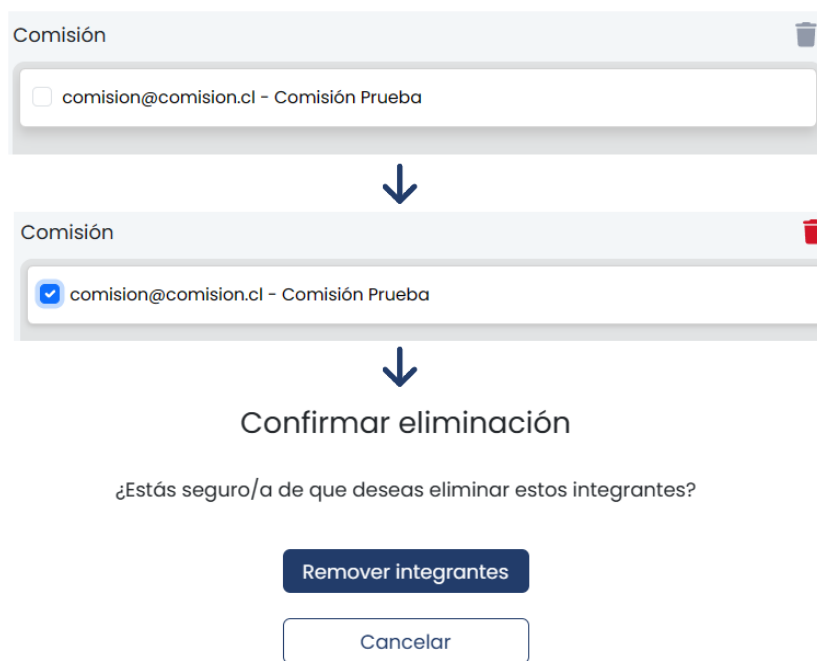 Comisión
comision@comision.cl - Comisión Prueba
Comisión
comision@comision.cl - Comisión Prueba
Confirmar eliminación
¿Estás seguro/a de que deseas eliminar estos integrantes?
Remover integrantes
Cancelar